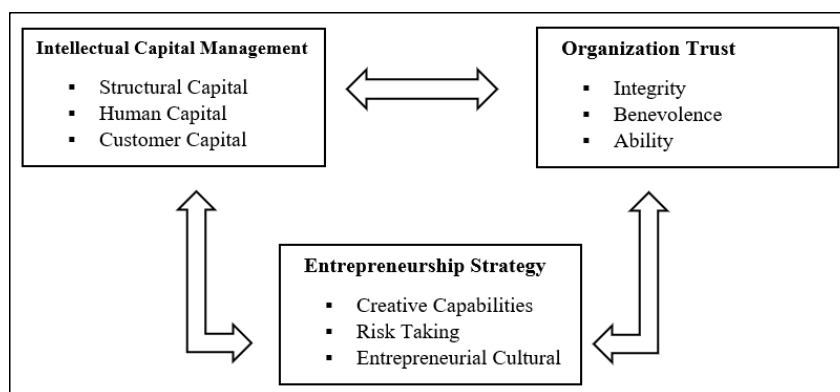 Intellectual Capital Management
▪ Structural Capital
▪ Human Capital
▪ Customer Capital
Organization Trust
▪ Integrity
▪ Benevolence
▪ Ability
Entrepreneurship Strategy
▪ Creative Capabilities
▪ Risk Taking
▪ Entrepreneurial Cultural